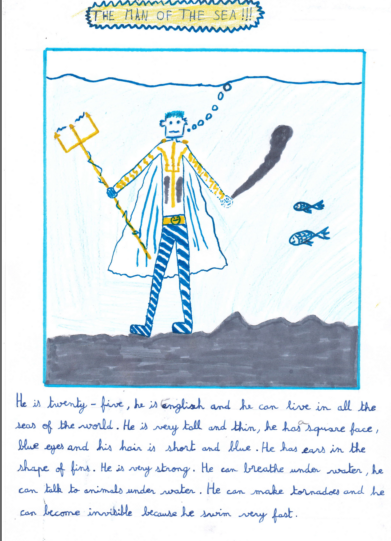 THE MAN OF THE SEA!!!
He is twenty-five, he is english and he can live in all the
seas of the world. He is very tall and thin, he has square face,
blue eyes and his hair is short and blue. He has ears in the
shape of fins. He is very strong. He can breathe under water, he
can talk to animals under water. He can make tornadoes and he
can become invisible because he swim very fast.